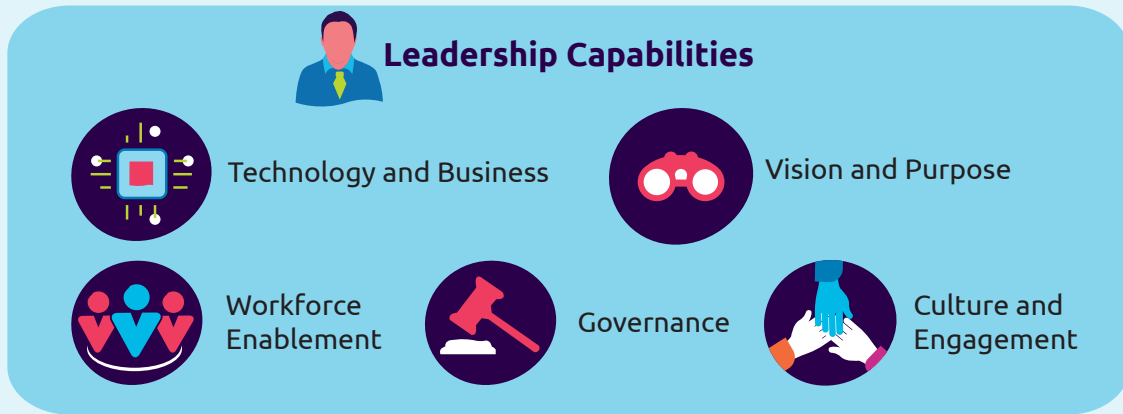 Leadership Capabilities
Technology and Business
Vision and Purpose
Workforce
Enablement
Governance
Culture and
Engagement